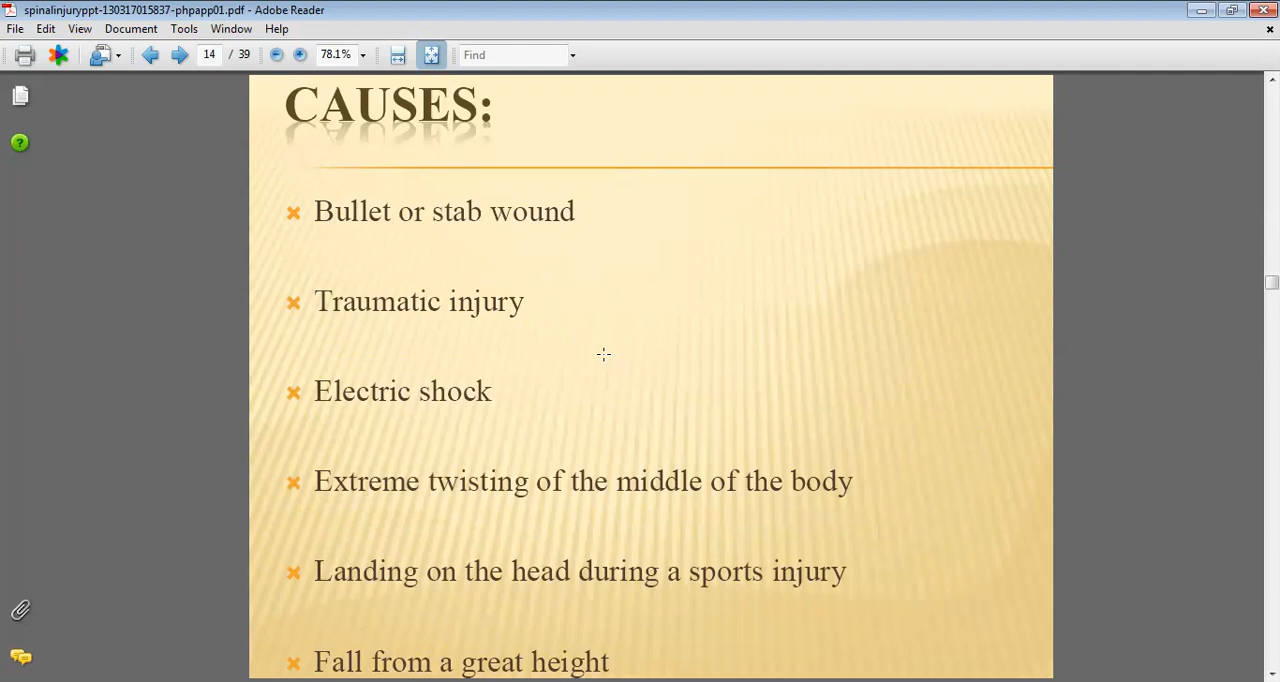 spinalinjuryppt-130317015837-phpapp01.pdf - Adobe Reader
File Edit View Document Tools Window Help
14 / 39 78.1% Find
CAUSES:
Bullet or stab wound
Traumatic injury
Electric shock
Extreme twisting of the middle of the body
Landing on the head during a sports injury
Fall from a great height